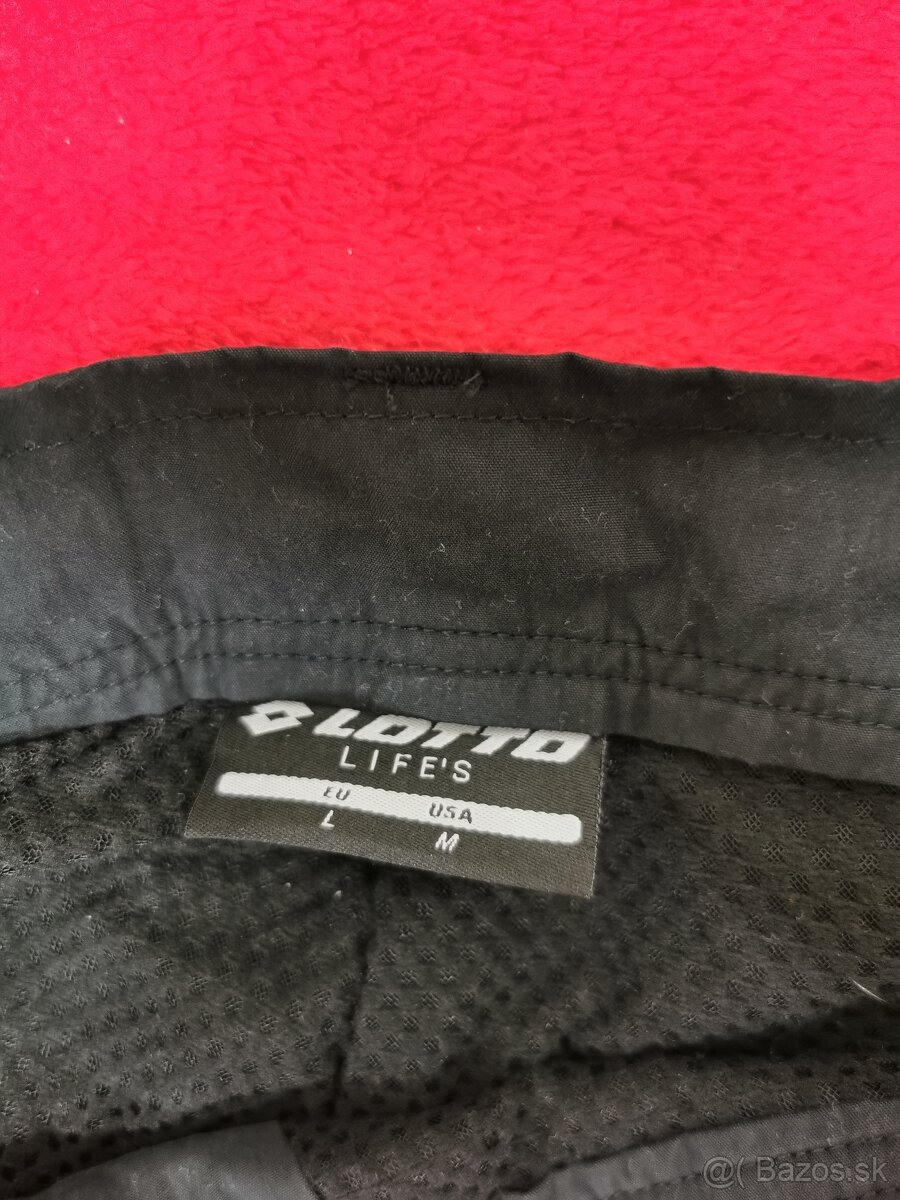 LOTTO
LIFE'S
EU USA
L M
@( Bazos.sk